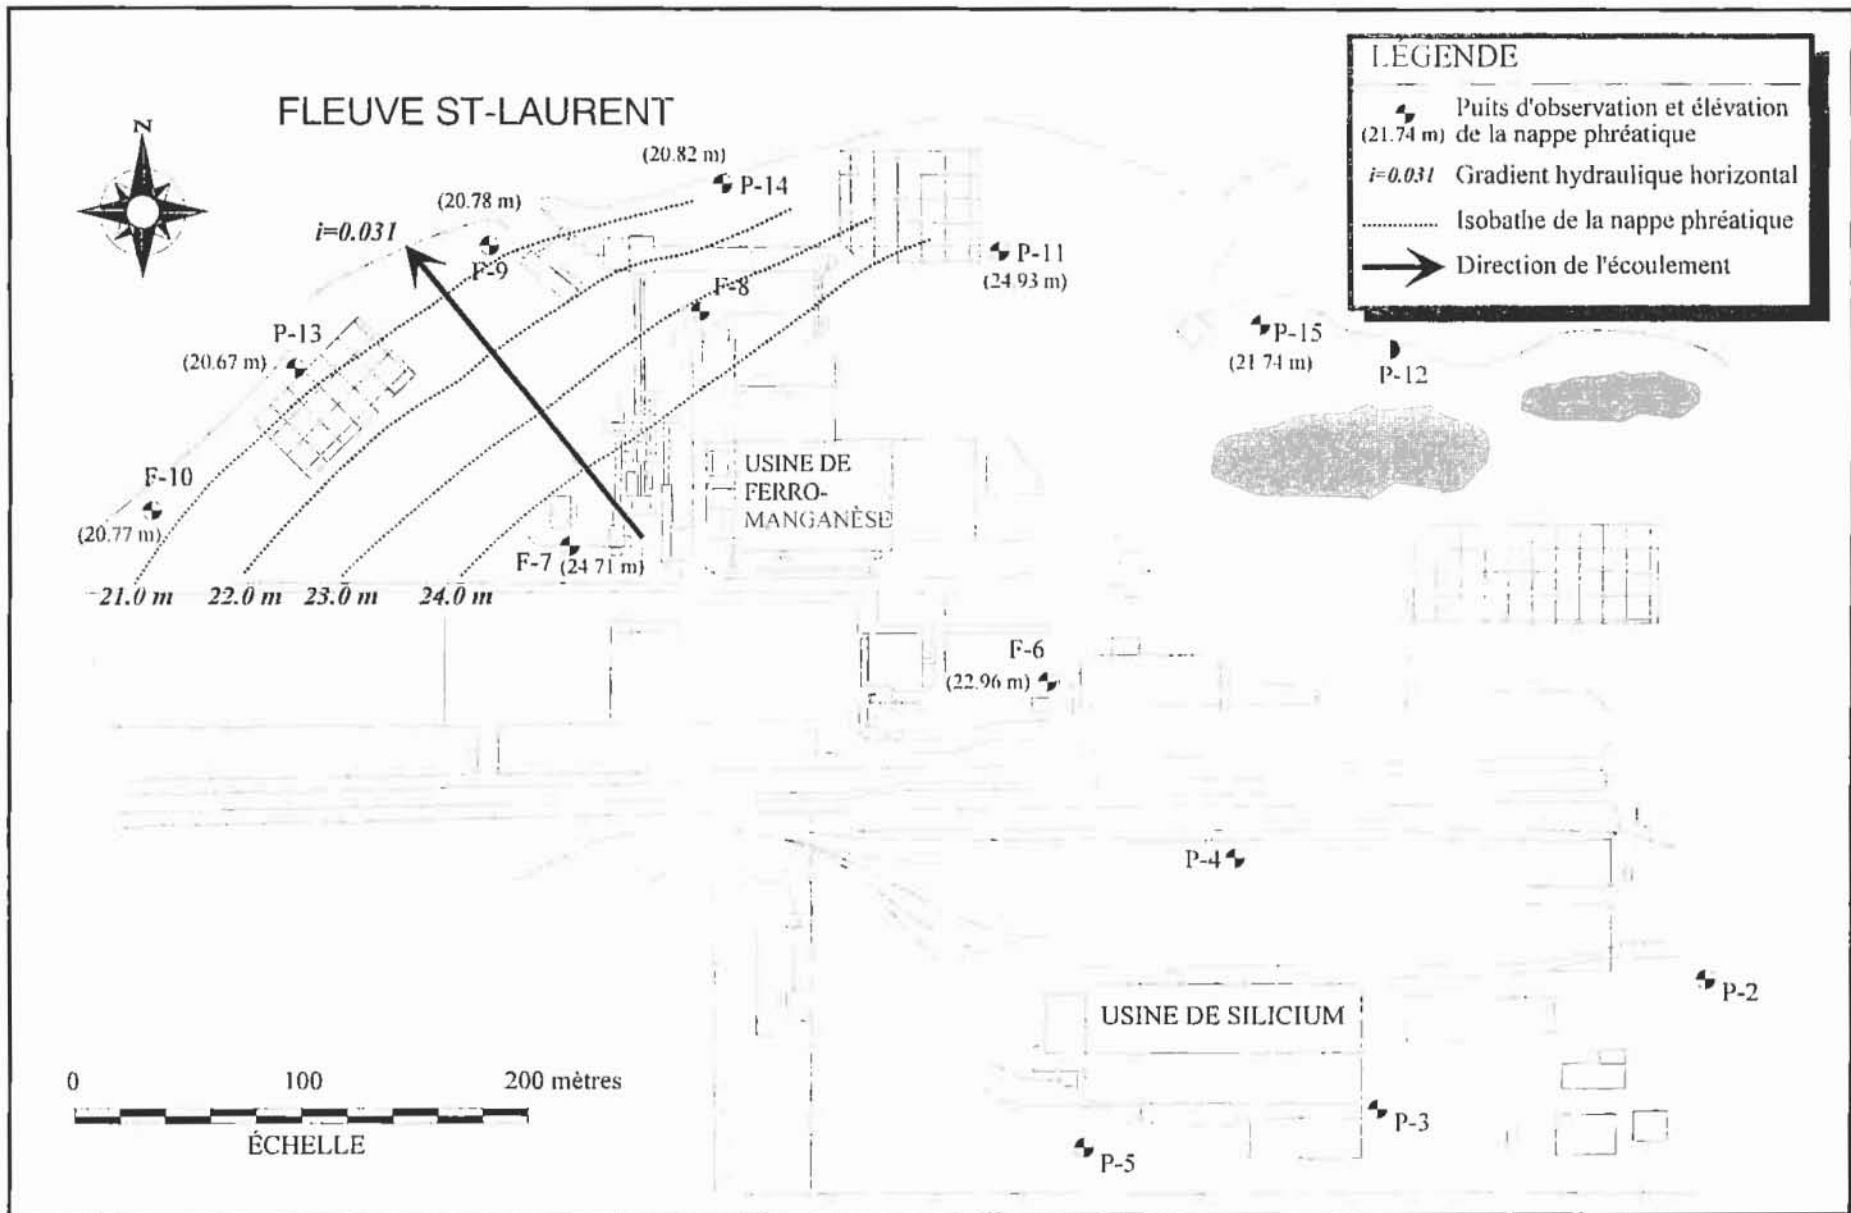 LÉGENDE
Puits d'observation et élévation
(21.74 m) de la nappe phréatique
i=0.031 Gradient hydraulique horizontal
Isobathe de la nappe phréatique
Direction de l'écoulement
FLEUVE ST-LAURENT
N
(20.82 m)
P-14
(20.78 m)
i=0.031
F-9
P-11
(24.93 m)
F-8
P-13
(20.67 m)
P-15
(21.74 m)
P-12
F-10
(20.77 m)
USINE DE
FERRO-
MANGANÈSE
F-7 (24.71 m)
21.0 m 22.0 m 23.0 m 24.0 m
F-6
(22.96 m)
P-4
P-2
USINE DE SILICIUM
0 100 200 mètres
ÉCHELLE
P-3
P-5